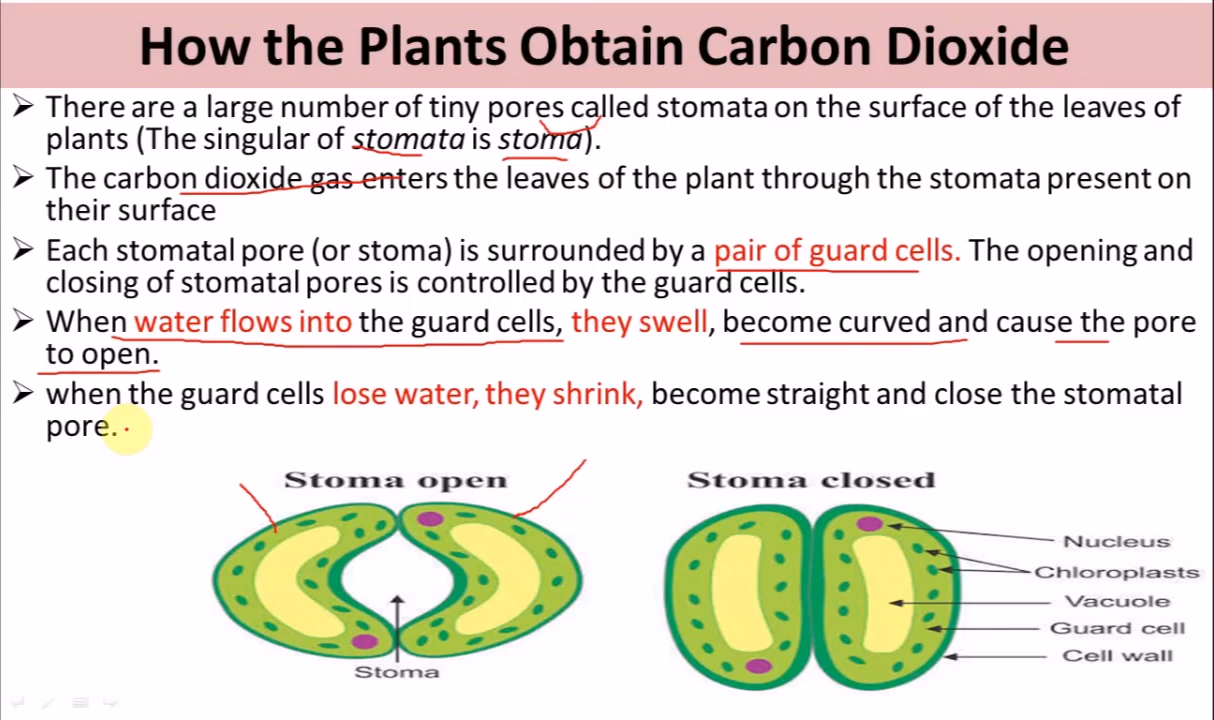 How the Plants Obtain Carbon Dioxide
➢ There are a large number of tiny pores called stomata on the surface of the leaves of
plants (The singular of stomata is stoma).
➢ The carbon dioxide gas enters the leaves of the plant through the stomata present on
their surface
➢ Each stomatal pore (or stoma) is surrounded by a pair of guard cells. The opening and
closing of stomatal pores is controlled by the guard cells.
➢ When water flows into the guard cells, they swell, become curved and cause the pore
to open.
➢ when the guard cells lose water, they shrink, become straight and close the stomatal
pore.
Stoma open
Stoma closed
Nucleus
Chloroplasts
Vacuole
Guard cell
Cell wall
Stoma